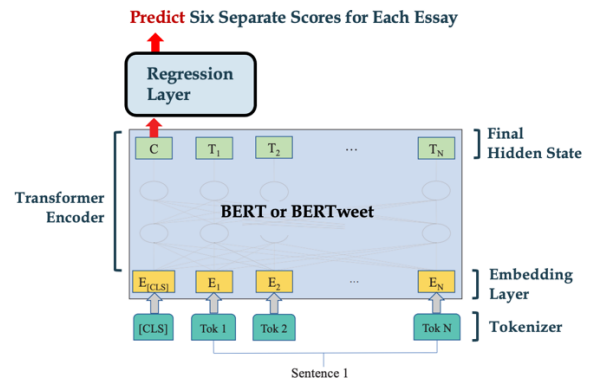 Predict Six Separate Scores for Each Essay
Regression
Layer
C T1 T2 ... TN
Final
Hidden State
Transformer
Encoder
BERT or BERTweet
E[CLS] E1 E2 ... EN
Embedding
Layer
[CLS] Tok 1 Tok 2 Tok N
Tokenizer
Sentence 1